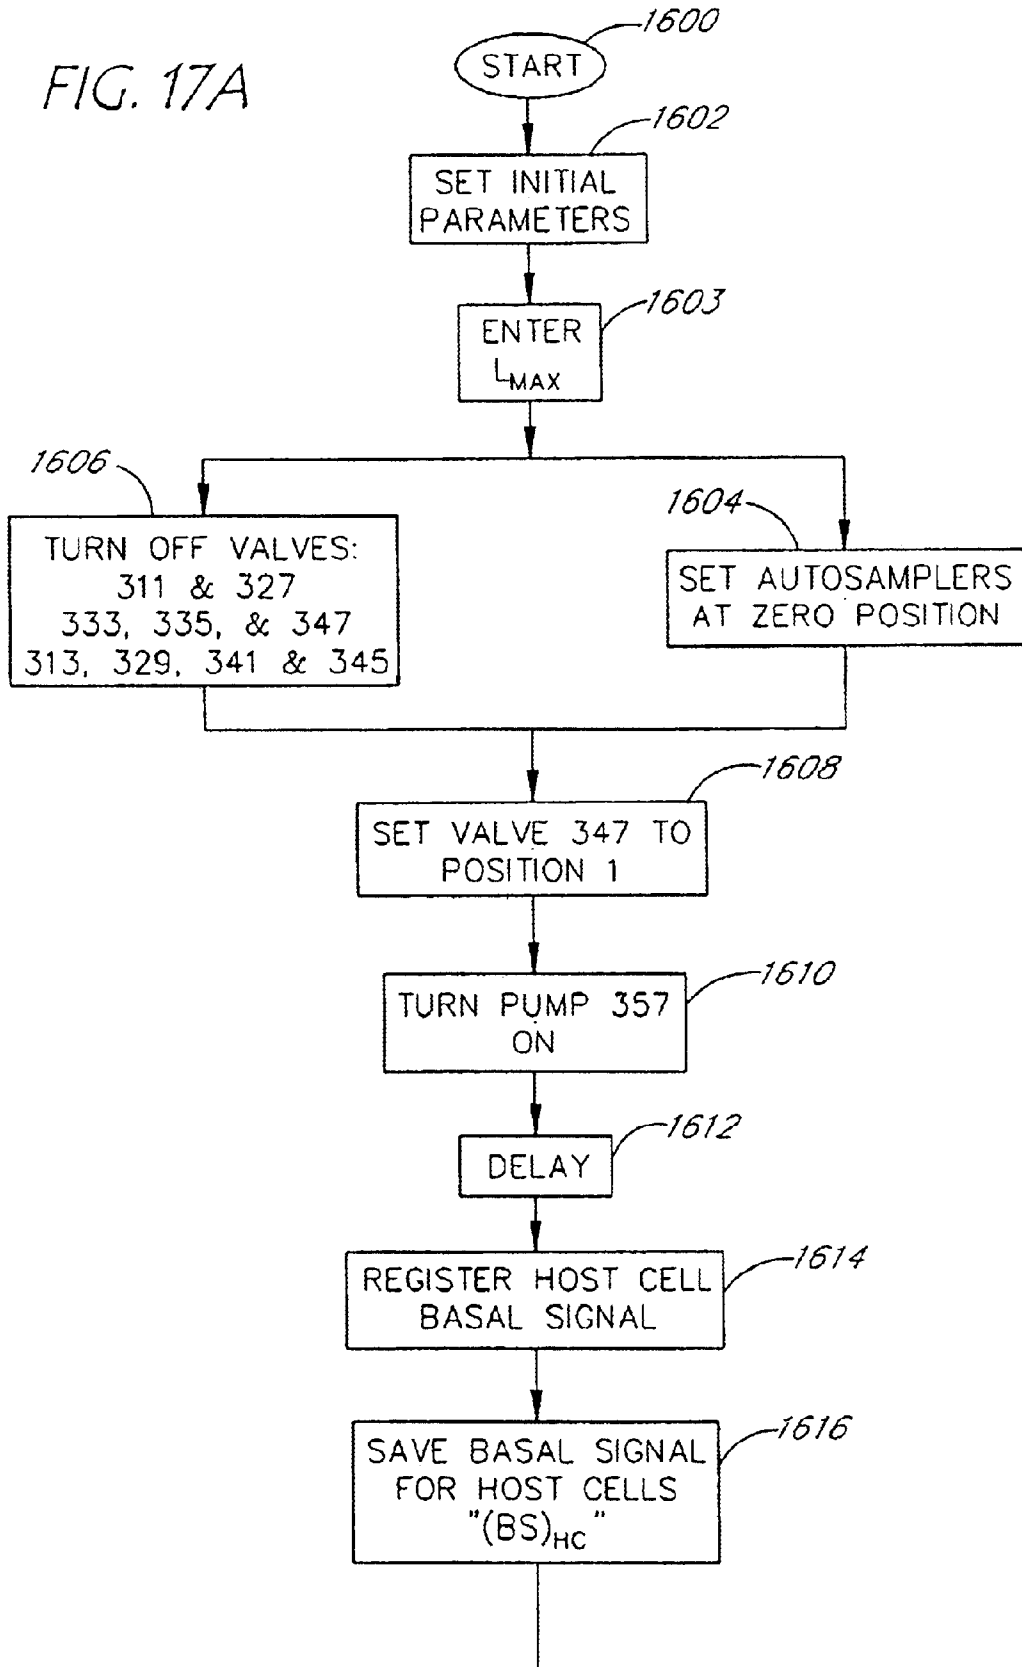 FIG. 17A
1600
START
1602
SET INITIAL
PARAMETERS
1603
ENTER
LMAX
1606
TURN OFF VALVES:
311 & 327
333, 335, & 347
313, 329, 341 & 345
1604
SET AUTOSAMPLERS
AT ZERO POSITION
1608
SET VALVE 347 TO
POSITION 1
1610
TURN PUMP 357
ON
1612
DELAY
1614
REGISTER HOST CELL
BASAL SIGNAL
1616
SAVE BASAL SIGNAL
FOR HOST CELLS
"(BS)HC"